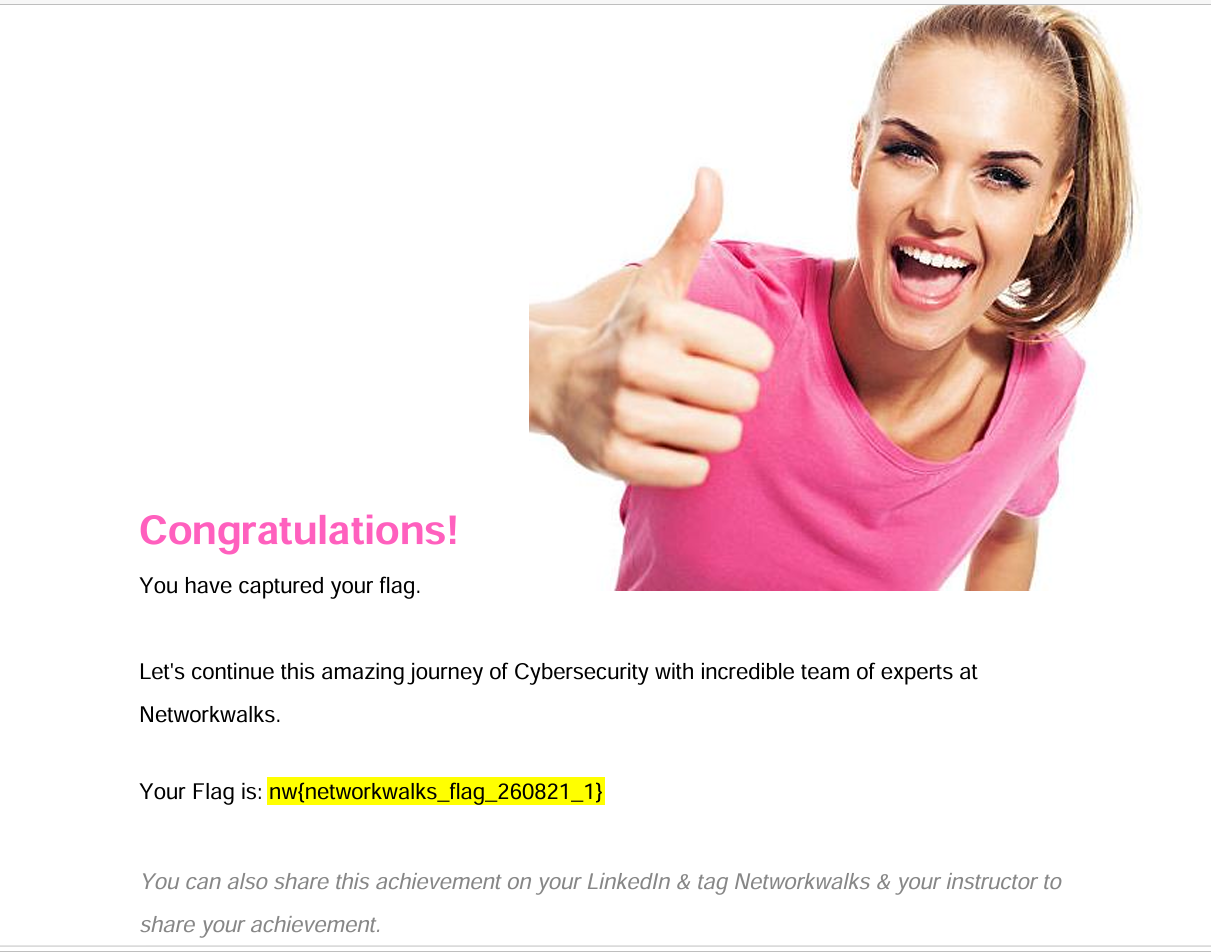 Congratulations!
You have captured your flag.
Let's continue this amazing journey of Cybersecurity with incredible team of experts at
Networkwalks.
Your Flag is: nw{networkwalks_flag_260821_1}
You can also share this achievement on your LinkedIn & tag Networkwalks & your instructor to
share your achievement.